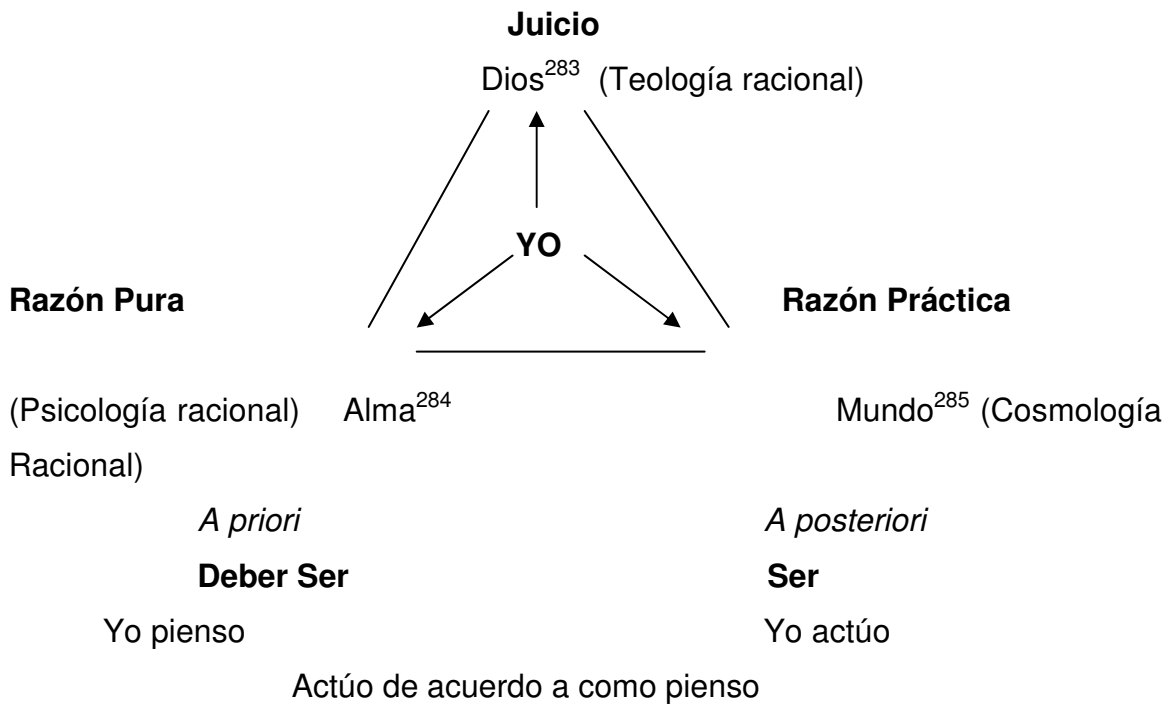 Juicio
Dios283 (Teología racional)
YO
Razón Pura Razón Práctica
(Psicología racional) Alma284 Mundo285 (Cosmología
Racional)
A priori A posteriori
Deber Ser Ser
Yo pienso Yo actúo
Actúo de acuerdo a como pienso